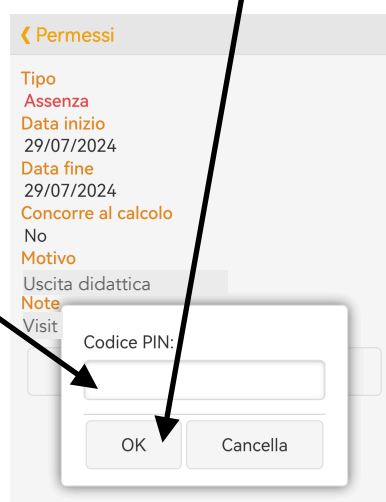 ❮ Permessi
Tipo
Assenza
Data inizio
29/07/2024
Data fine
29/07/2024
Concorre al calcolo
No
Motivo
Uscita didattica
Note
Visit
Codice PIN:
OK
Cancella